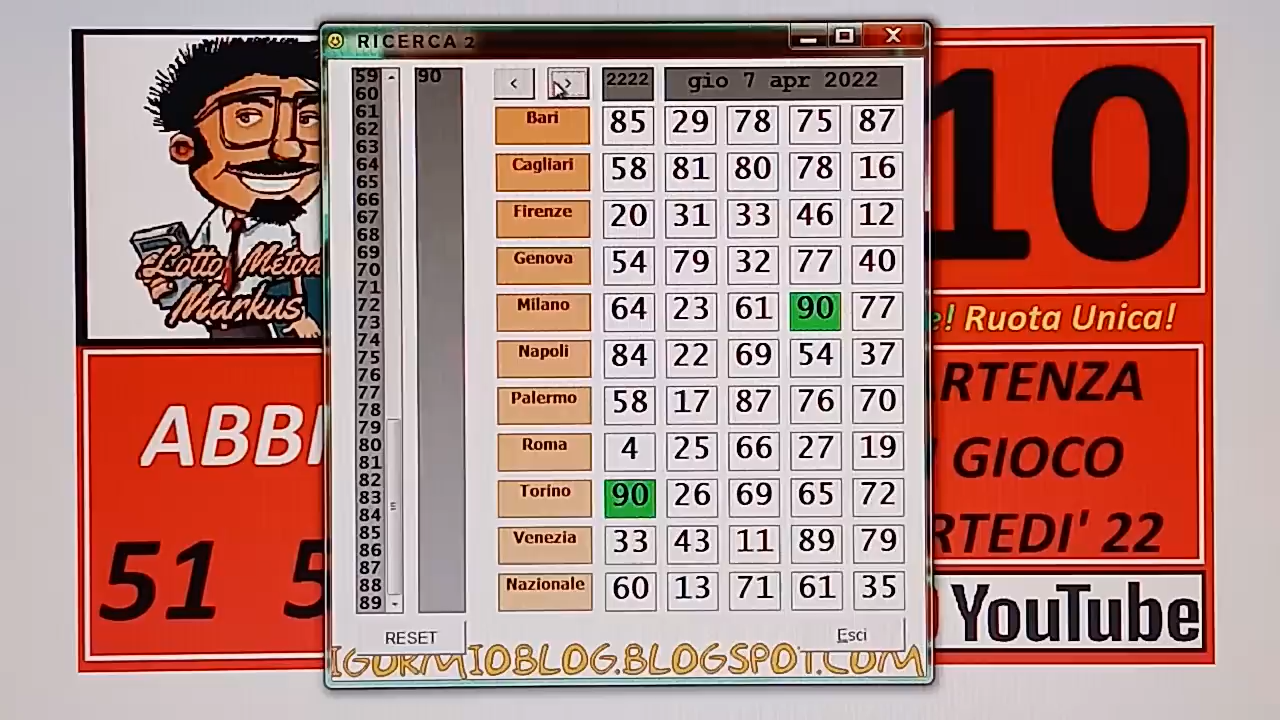 RICERCA 2
59
60
61
62
63
64
65
66
67
68
69
70
71
72
73
74
75
76
77
78
79
80
81
82
83
84
85
86
87
88
89
90
< > 2222 gio 7 apr 2022
Bari 85 29 78 75 87
Cagliari 58 81 80 78 16
Firenze 20 31 33 46 12
Genova 54 79 32 77 40
Milano 64 23 61 90 77
Napoli 84 22 69 54 37
Palermo 58 17 87 76 70
Roma 4 25 66 27 19
Torino 90 26 69 65 72
Venezia 33 43 11 89 79
Nazionale 60 13 71 61 35
RESET
Esci
IGORMIOBLOG.BLOGSPOT.COM
Lotto Metod
Markus
ABBI
51 5
10
e! Ruota Unica!
RTENZA
GIOCO
RTEDI' 22
YouTube